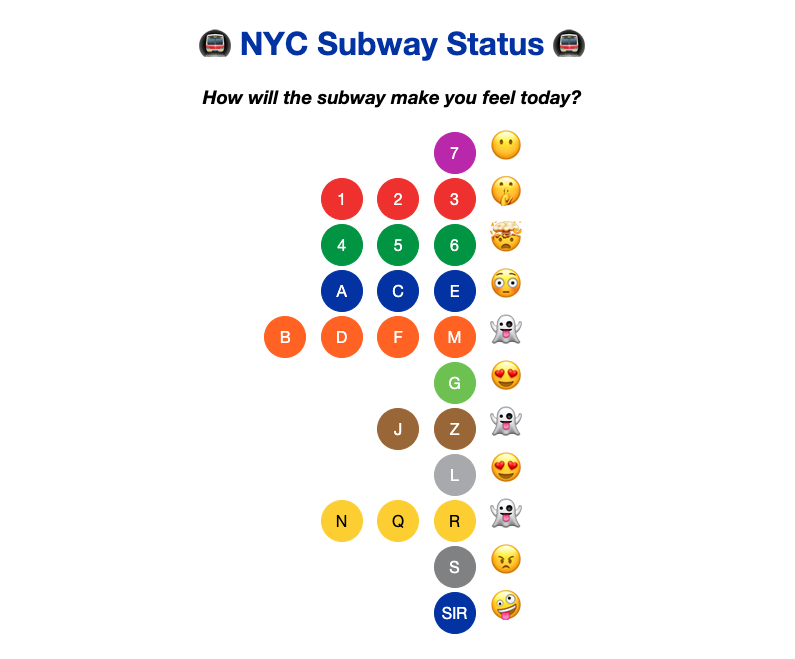 🚇 NYC Subway Status 🚇
How will the subway make you feel today?
7 😶
1 2 3 🤫
4 5 6 🤯
A C E 😳
B D F M 👻
G 😍
J Z 👻
L 😍
N Q R 👻
S 😠
SIR 🤪